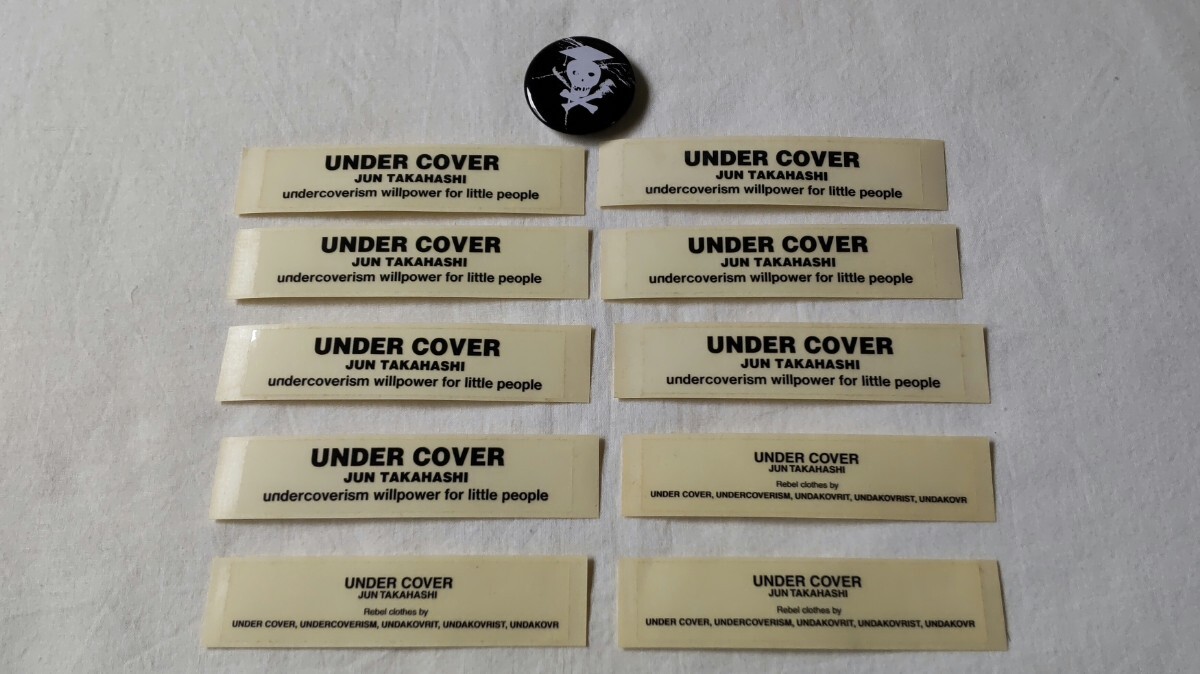 UNDER COVER
JUN TAKAHASHI
undercoverism willpower for little people
UNDER COVER
JUN TAKAHASHI
undercoverism willpower for little people
UNDER COVER
JUN TAKAHASHI
undercoverism willpower for little people
UNDER COVER
JUN TAKAHASHI
undercoverism willpower for little people
UNDER COVER
JUN TAKAHASHI
undercoverism willpower for little people
UNDER COVER
JUN TAKAHASHI
undercoverism willpower for little people
UNDER COVER
JUN TAKAHASHI
undercoverism willpower for little people
UNDER COVER
JUN TAKAHASHI
Rebel clothes by
UNDER COVER, UNDERCOVERISM, UNDAKOVRIT, UNDAKOVRIST, UNDAKOVR
UNDER COVER
JUN TAKAHASHI
Rebel clothes by
UNDER COVER, UNDERCOVERISM, UNDAKOVRIT, UNDAKOVRIST, UNDAKOVR
UNDER COVER
JUN TAKAHASHI
Rebel clothes by
UNDER COVER, UNDERCOVERISM, UNDAKOVRIT, UNDAKOVRIST, UNDAKOVR